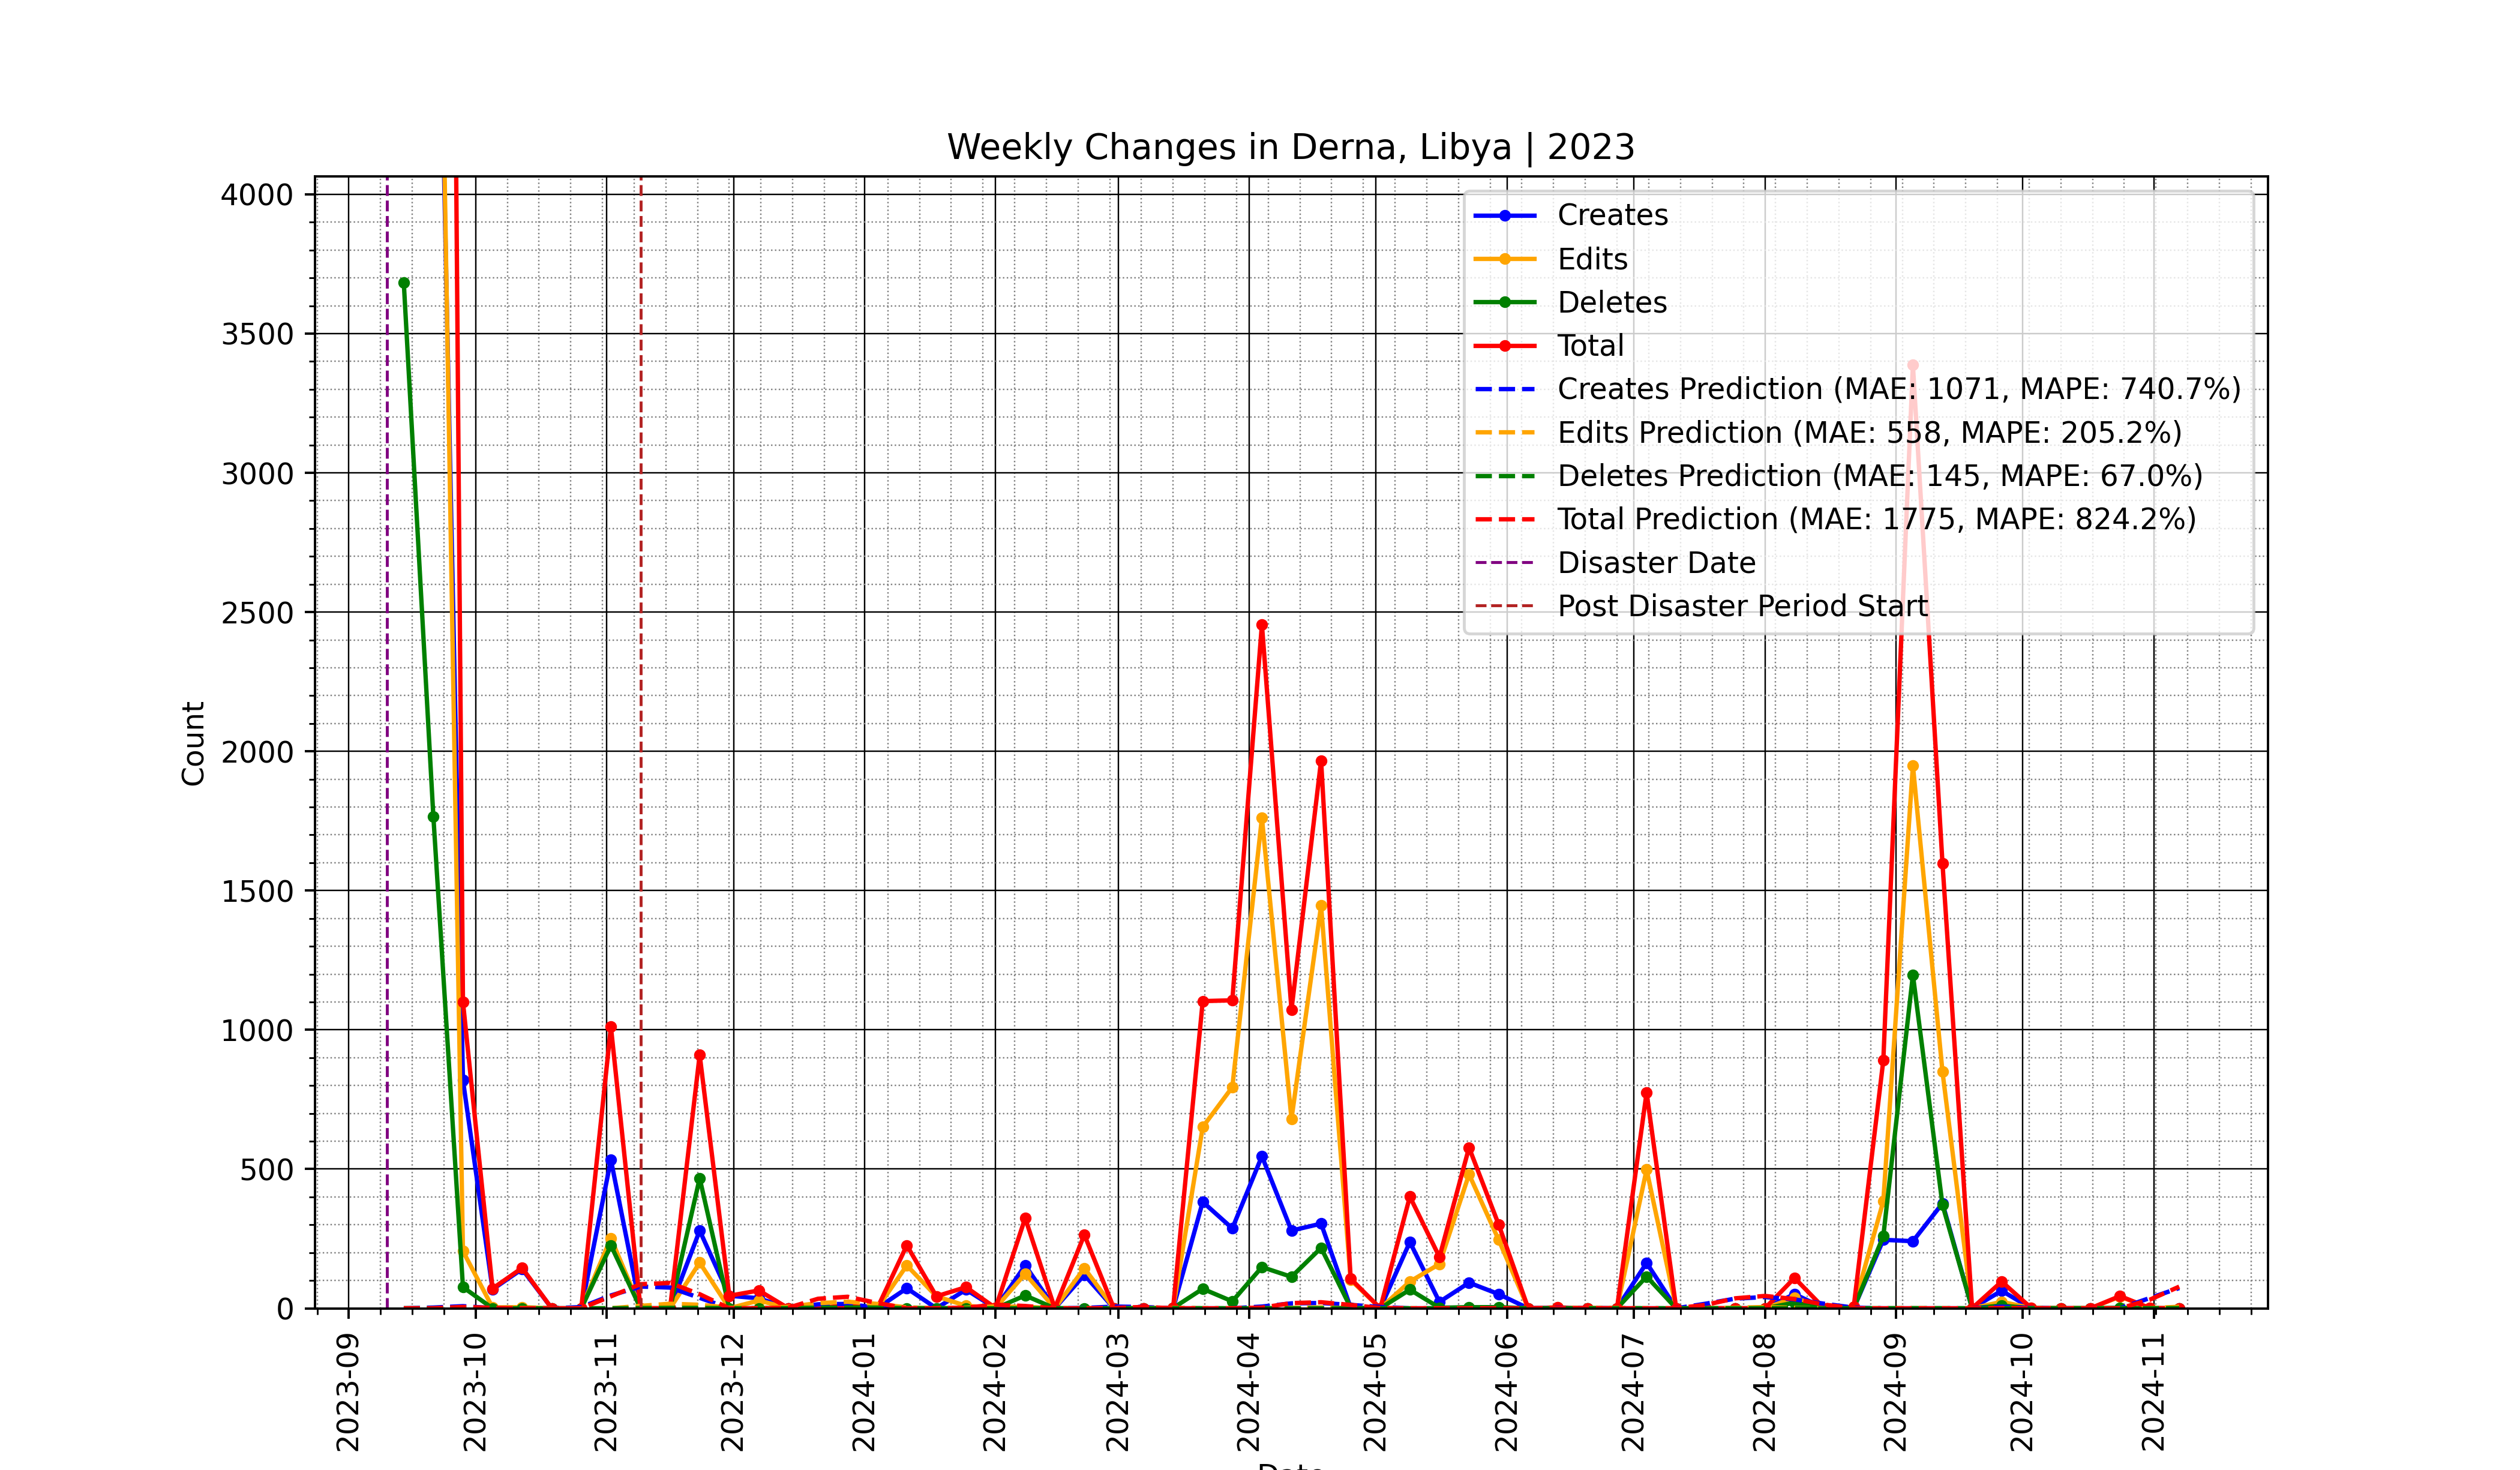 Weekly Changes in Derna, Libya | 2023
4000
3500
3000
2500
2000
1500
1000
500
0
Count
Creates
Edits
Deletes
Total
Creates Prediction (MAE: 1071, MAPE: 740.7%)
Edits Prediction (MAE: 558, MAPE: 205.2%)
Deletes Prediction (MAE: 145, MAPE: 67.0%)
Total Prediction (MAE: 1775, MAPE: 824.2%)
Disaster Date
Post Disaster Period Start
2023-09
2023-10
2023-11
2023-12
2024-01
2024-02
2024-03
2024-04
2024-05
2024-06
2024-07
2024-08
2024-09
2024-10
2024-11
Date